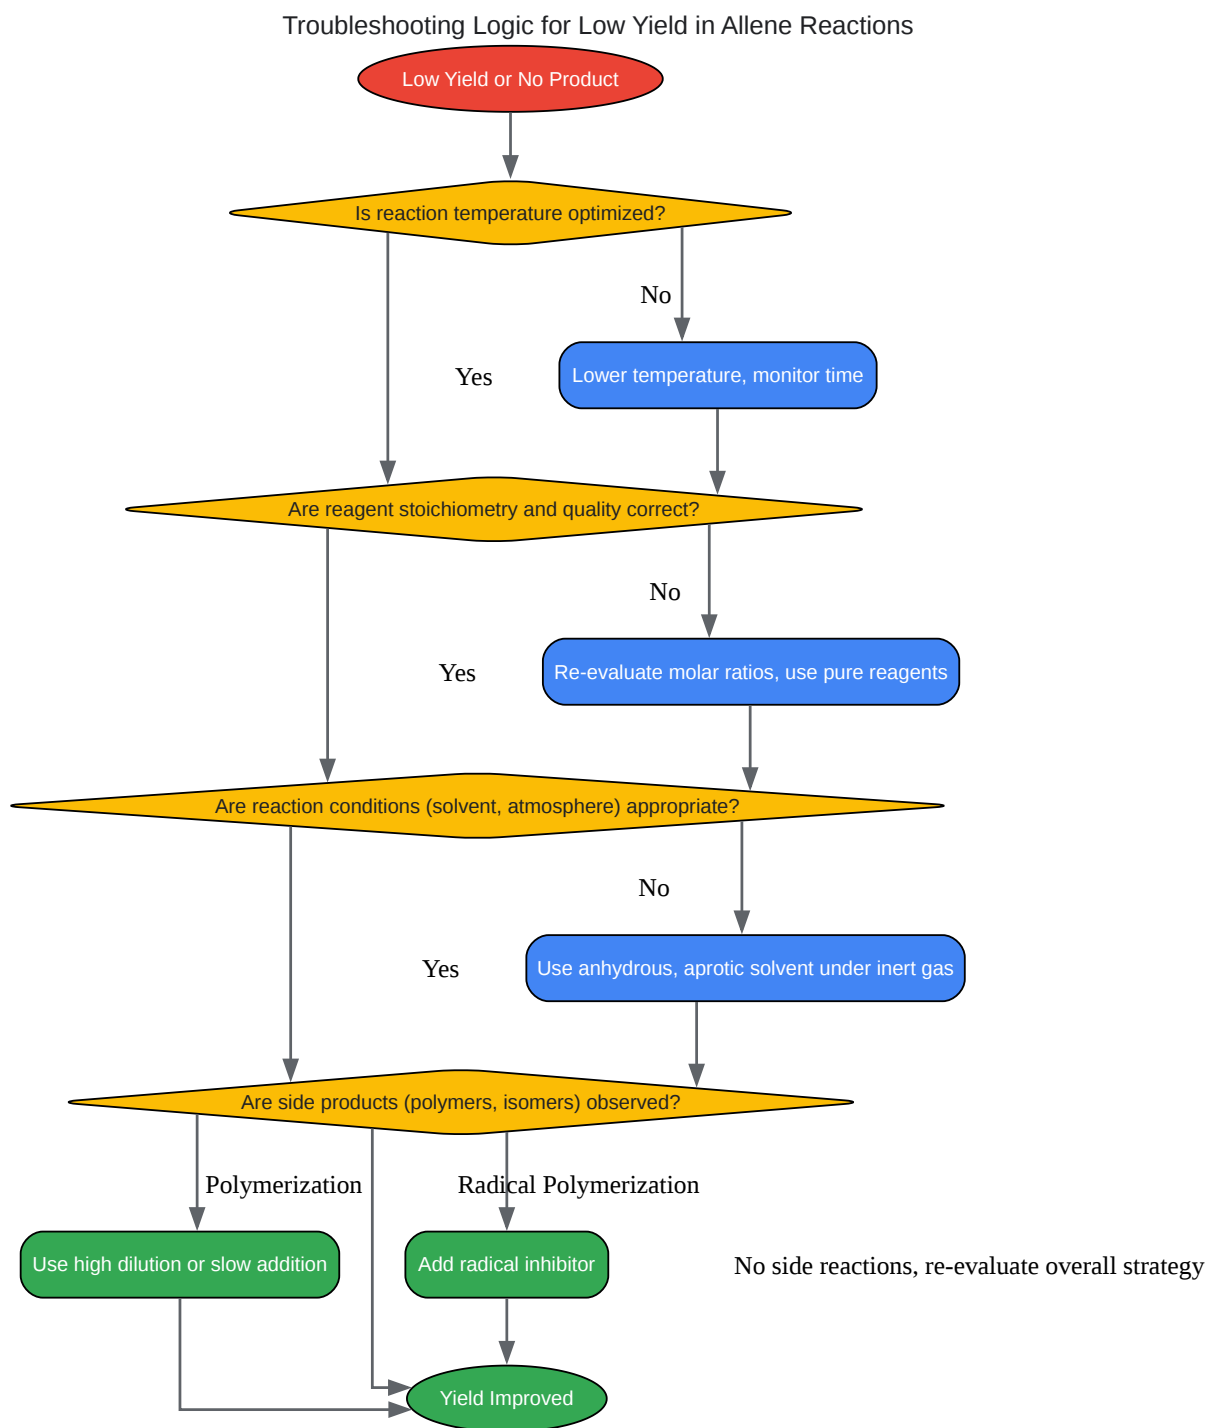 Troubleshooting Logic for Low Yield in Allene Reactions
Low Yield or No Product
Is reaction temperature optimized?
No
Yes
Lower temperature, monitor time
Are reagent stoichiometry and quality correct?
No
Yes
Re-evaluate molar ratios, use pure reagents
Are reaction conditions (solvent, atmosphere) appropriate?
No
Yes
Use anhydrous, aprotic solvent under inert gas
Are side products (polymers, isomers) observed?
Polymerization
Radical Polymerization
Use high dilution or slow addition
Add radical inhibitor
No side reactions, re-evaluate overall strategy
Yield Improved